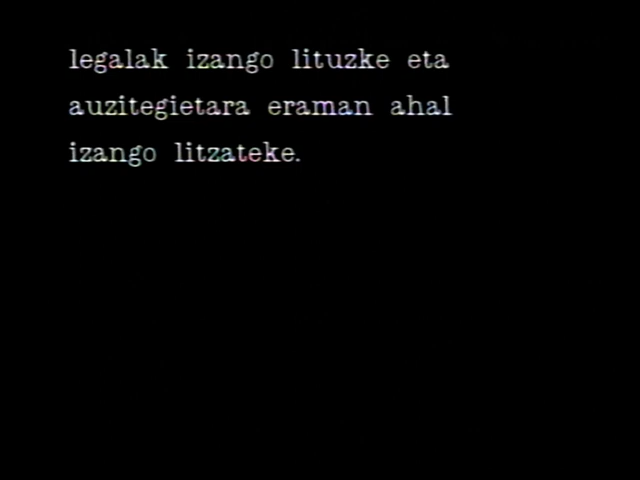 legalak izango lituzke eta
auzitegietara eraman ahal
izango litzateke.